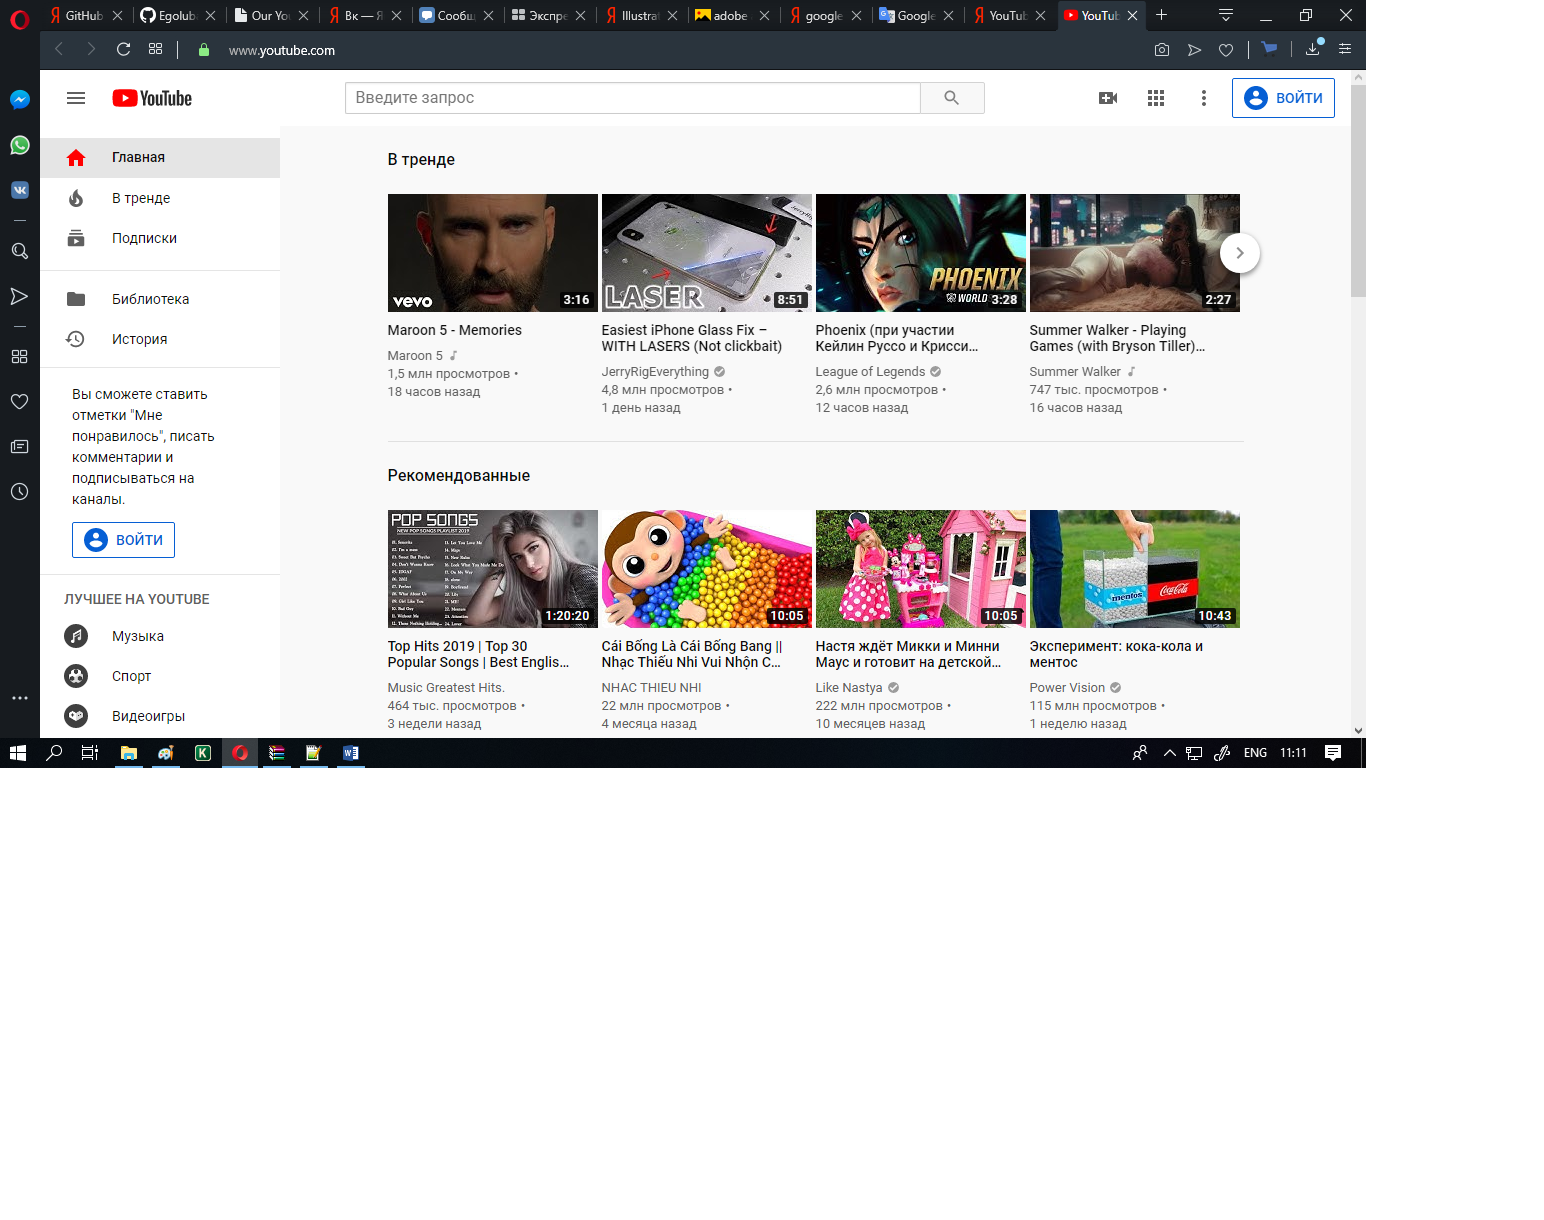 GitHub
Egoluba
Our You
Вк — Я
Сообщ
Экспре
Illustrat
adobe
google
Google
YouTub
YouTub
www.youtube.com
YouTube
Введите запрос
ВОЙТИ
Главная
В тренде
Подписки
Библиотека
История
Вы сможете ставить
отметки "Мне
понравилось", писать
комментарии и
подписываться на
каналы.
ВОЙТИ
ЛУЧШЕЕ НА YOUTUBE
Музыка
Спорт
Видеоигры
В тренде
vevo
3:16
LASER
8:51
PHOENIX
WORLD
3:28
2:27
Maroon 5 - Memories
Maroon 5
1,5 млн просмотров •
18 часов назад
Easiest iPhone Glass Fix –
WITH LASERS (Not clickbait)
JerryRigEverything
4,8 млн просмотров •
1 день назад
Phoenix (при участии
Кейлин Руссо и Крисси...
League of Legends
2,6 млн просмотров •
12 часов назад
Summer Walker - Playing
Games (with Bryson Tiller)...
Summer Walker
747 тыс. просмотров •
16 часов назад
Рекомендованные
POP SONGS
NEW POP SONGS PLAYLIST 2019
1:20:20
10:05
10:05
mentos
Coca-Cola
10:43
Top Hits 2019 | Top 30
Popular Songs | Best Englis...
Music Greatest Hits.
464 тыс. просмотров •
3 недели назад
Cái Bống Là Cái Bống Bang ||
Nhạc Thiếu Nhi Vui Nhộn C...
NHAC THIEU NHI
22 млн просмотров •
4 месяца назад
Настя ждёт Микки и Минни
Маус и готовит на детской...
Like Nastya
222 млн просмотров •
10 месяцев назад
Эксперимент: кока-кола и
ментос
Power Vision
115 млн просмотров •
1 неделю назад
ENG
11:11